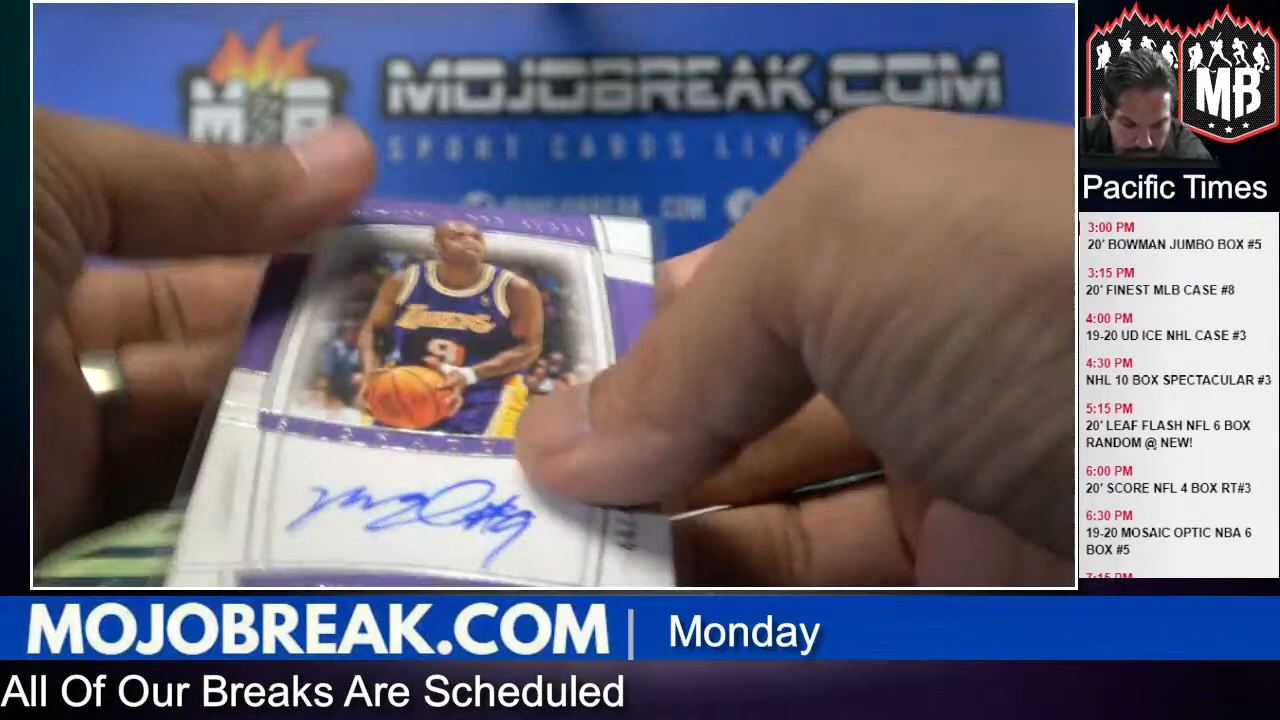 MOJOBREAK.COM
SPORT CARDS LIV
MB
Pacific Times
3:00 PM
20' BOWMAN JUMBO BOX #5
3:15 PM
20' FINEST MLB CASE #8
4:00 PM
19-20 UD ICE NHL CASE #3
4:30 PM
NHL 10 BOX SPECTACULAR #3
5:15 PM
20' LEAF FLASH NFL 6 BOX
RANDOM @ NEW!
6:00 PM
20' SCORE NFL 4 BOX RT#3
6:30 PM
19-20 MOSAIC OPTIC NBA 6
BOX #5
7:15 PM
LAKERS
9
MOJOBREAK.COM | Monday
All Of Our Breaks Are Scheduled